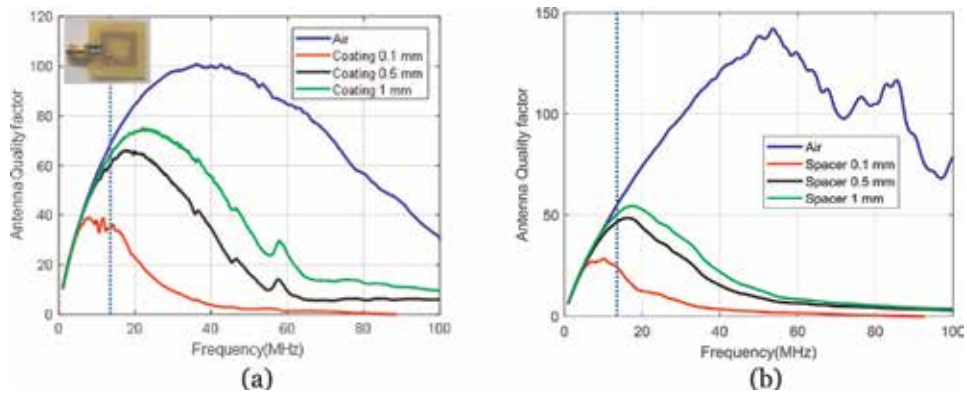 120
100
80
60
40
20
0
0
20
40
60
80
100
Antenna Quality factor
Frequency(MHz)
Air
Coating 0.1 mm
Coating 0.5 mm
Coating 1 mm
(a)
150
100
50
0
0
20
40
60
80
100
Antenna Quality factor
Frequency(MHz)
Air
Spacer 0.1 mm
Spacer 0.5 mm
Spacer 1 mm
(b)